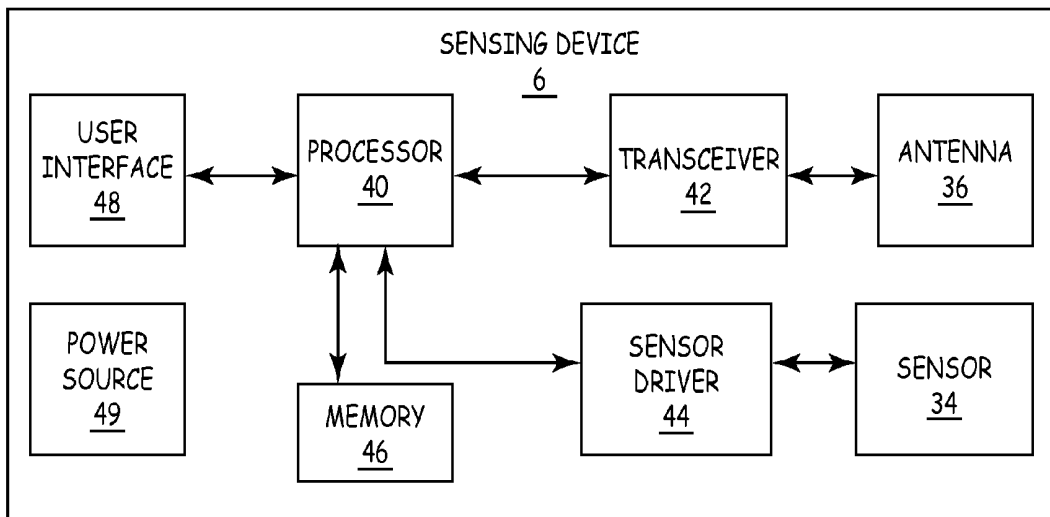 SENSING DEVICE
6
USER
INTERFACE
48
PROCESSOR
40
TRANSCEIVER
42
ANTENNA
36
POWER
SOURCE
49
MEMORY
46
SENSOR
DRIVER
44
SENSOR
34